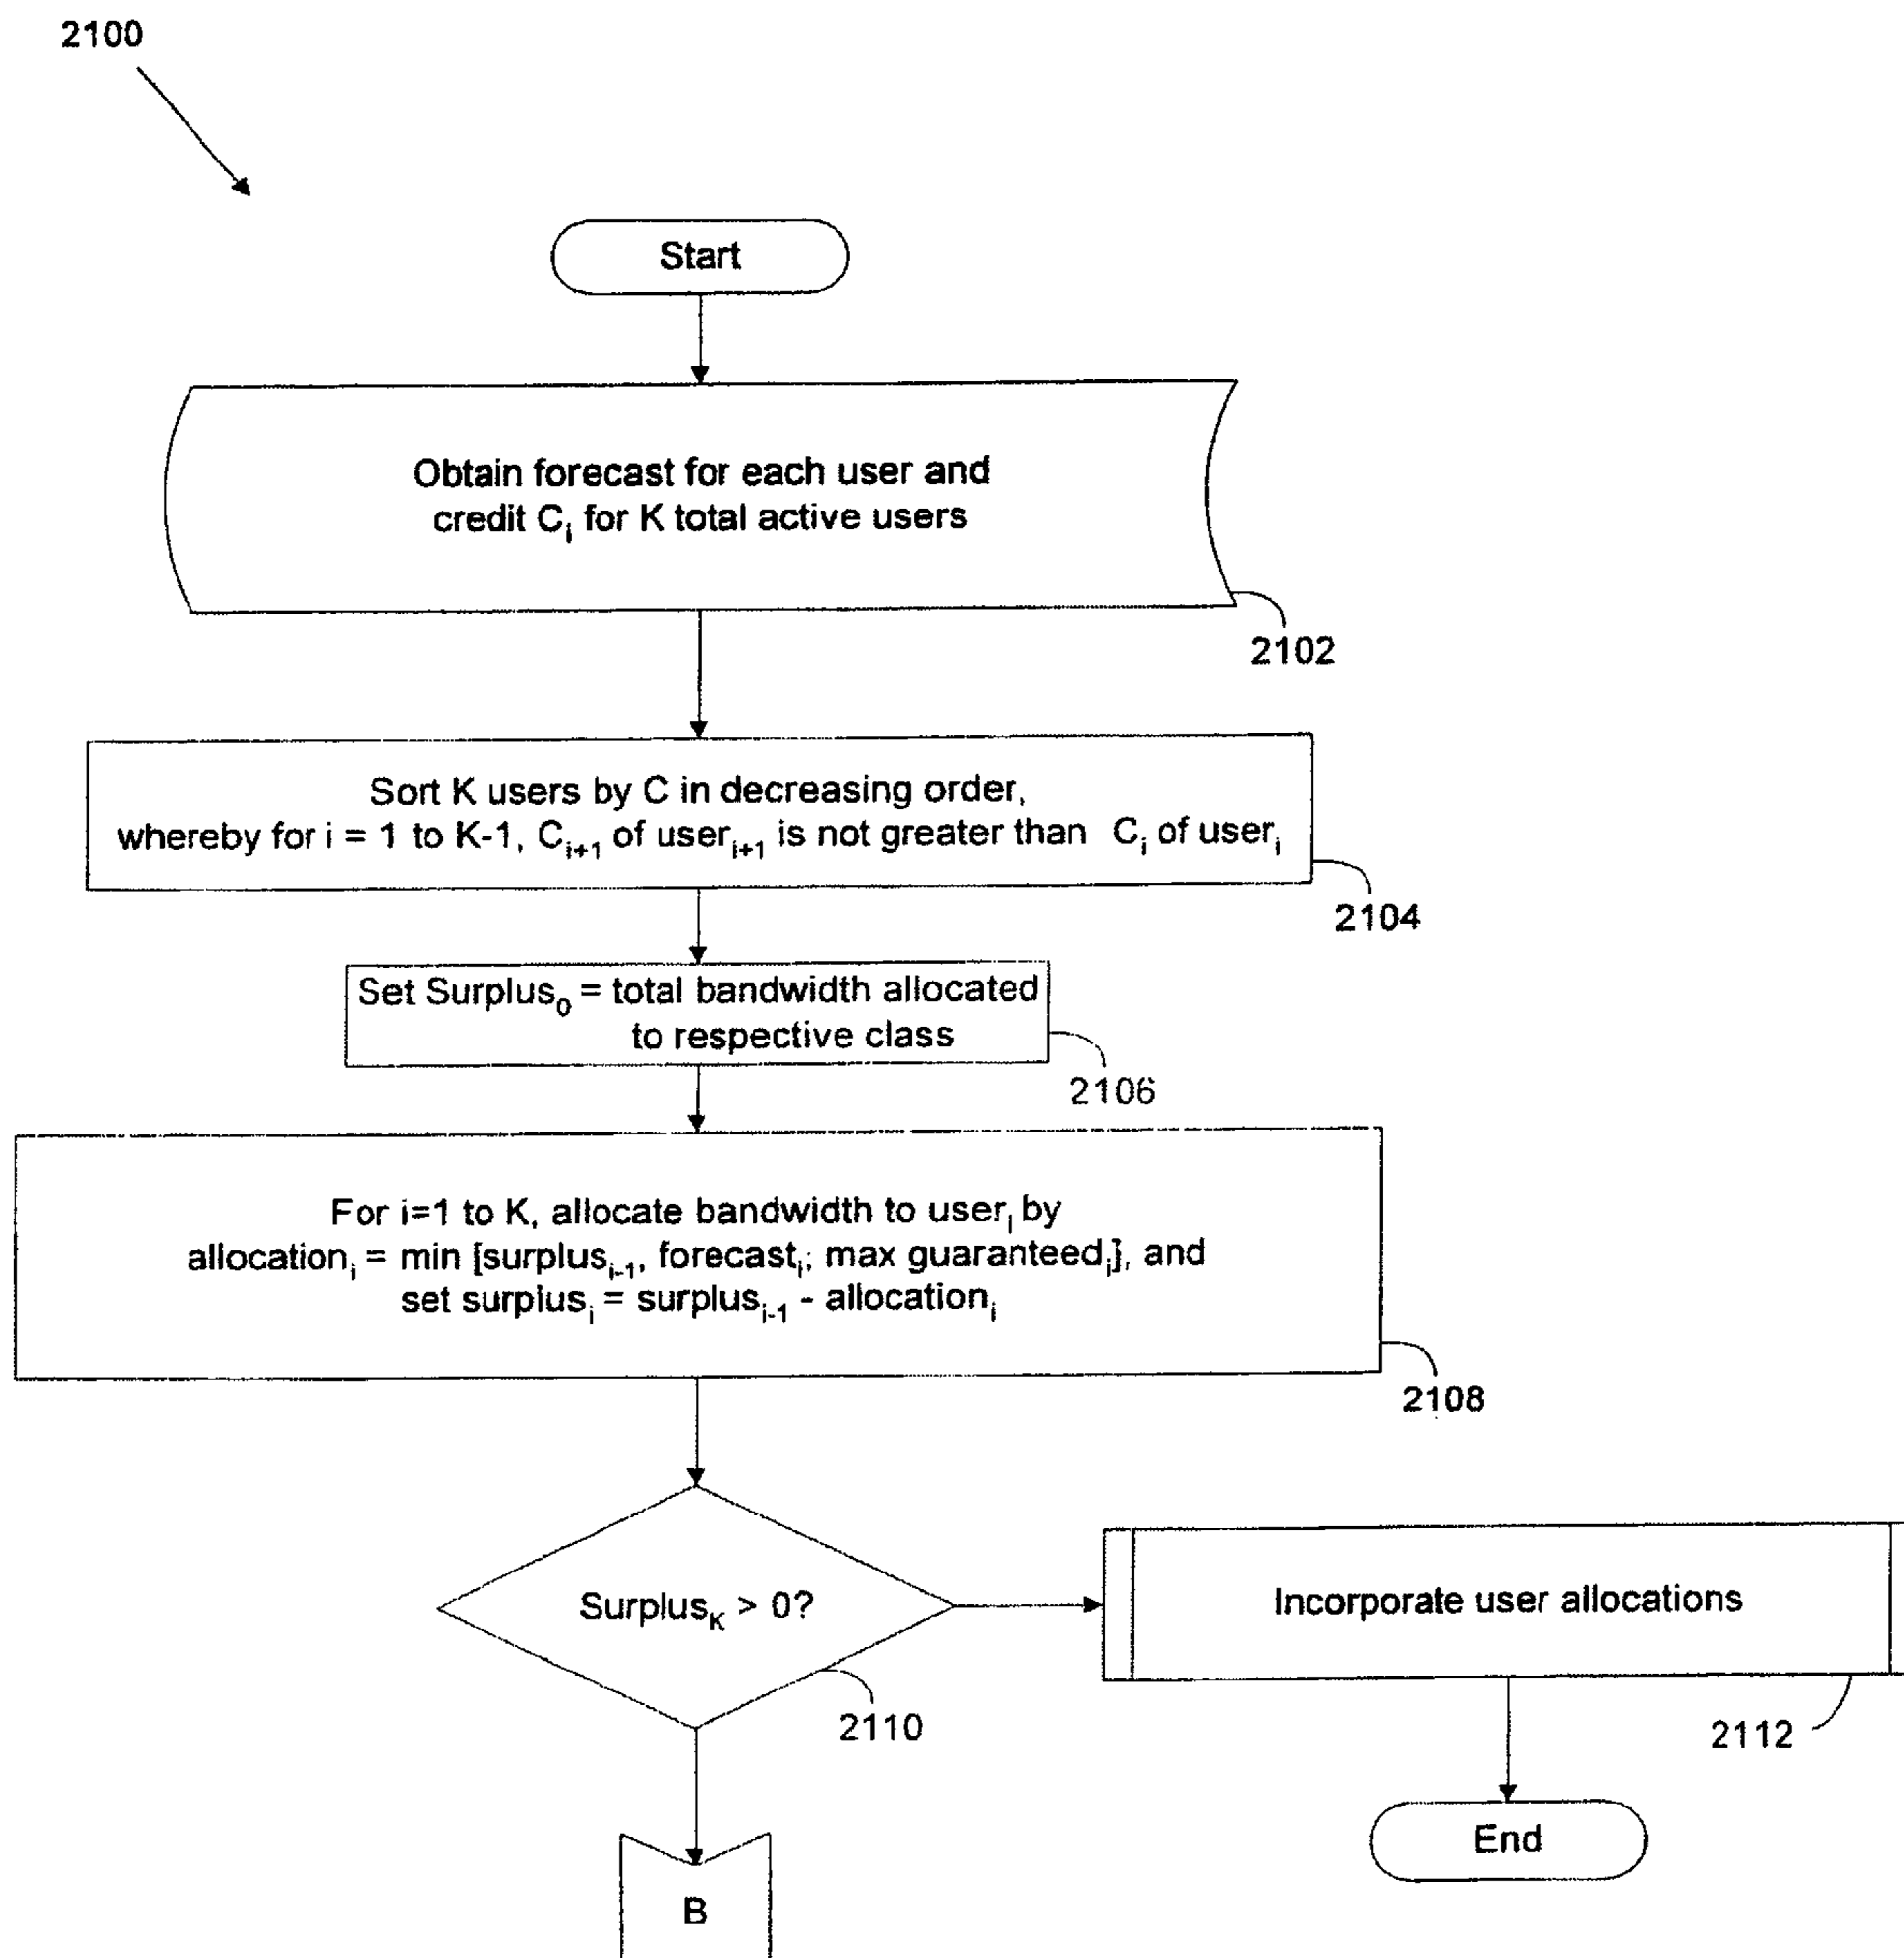 2100
Start
Obtain forecast for each user and
credit Cᵢ for K total active users
2102
Sort K users by C in decreasing order,
whereby for i = 1 to K-1, Cᵢ₊₁ of userᵢ₊₁ is not greater than Cᵢ of userᵢ
2104
Set Surplus₀ = total bandwidth allocated
to respective class
2106
For i=1 to K, allocate bandwidth to userᵢ by
allocationᵢ = min [surplusᵢ₋₁, forecastᵢ; max guaranteedᵢ], and
set surplusᵢ = surplusᵢ₋₁ - allocationᵢ
2108
Surplus_K > 0?
2110
Incorporate user allocations
2112
End
B